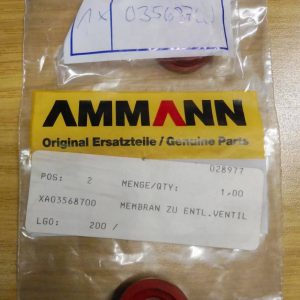 1x 03568700
AMMANN
Original Ersatzteile / Genuine Parts
028977
POS: 2 MENGE/QTY: 1,00
XA03568700 MEMBRAN ZU ENTL.VENTIL
LGO: 200 /